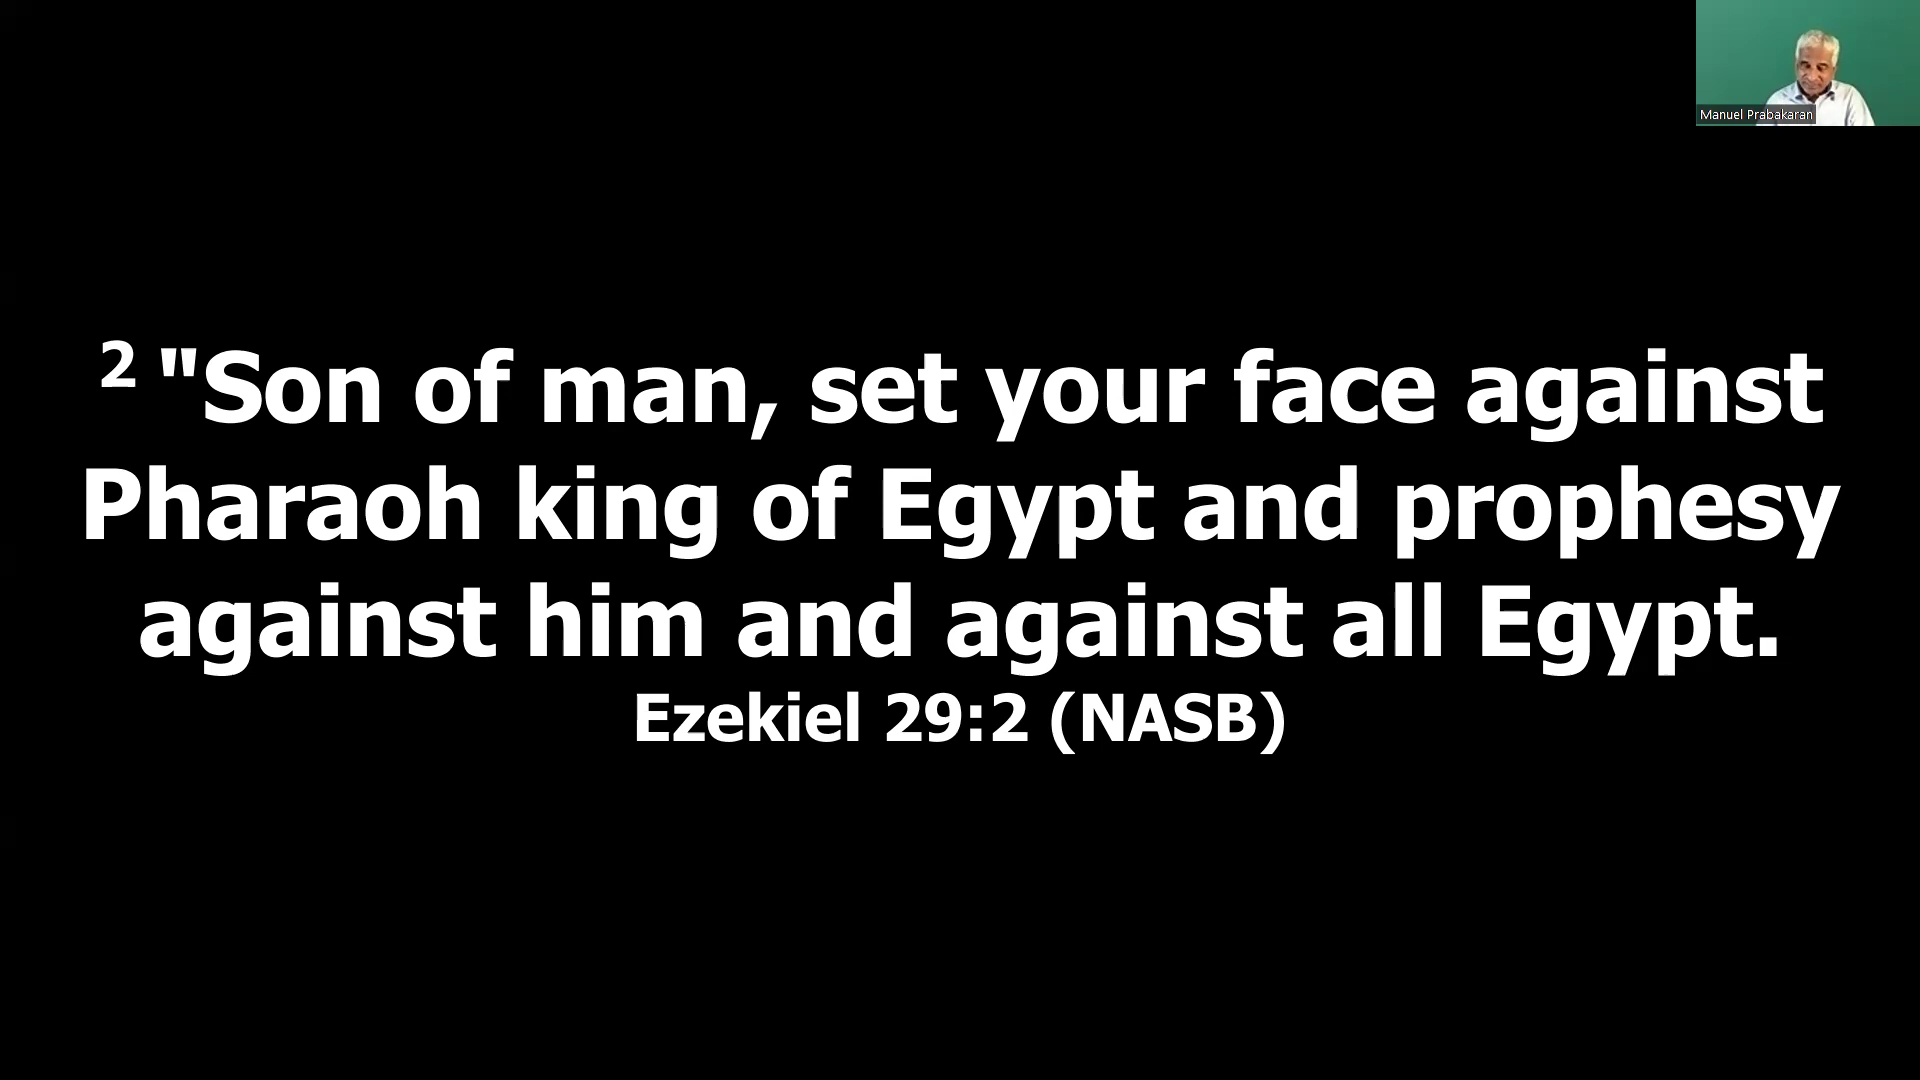 Manuel Prabakaran
2 "Son of man, set your face against
Pharaoh king of Egypt and prophesy
against him and against all Egypt.
Ezekiel 29:2 (NASB)